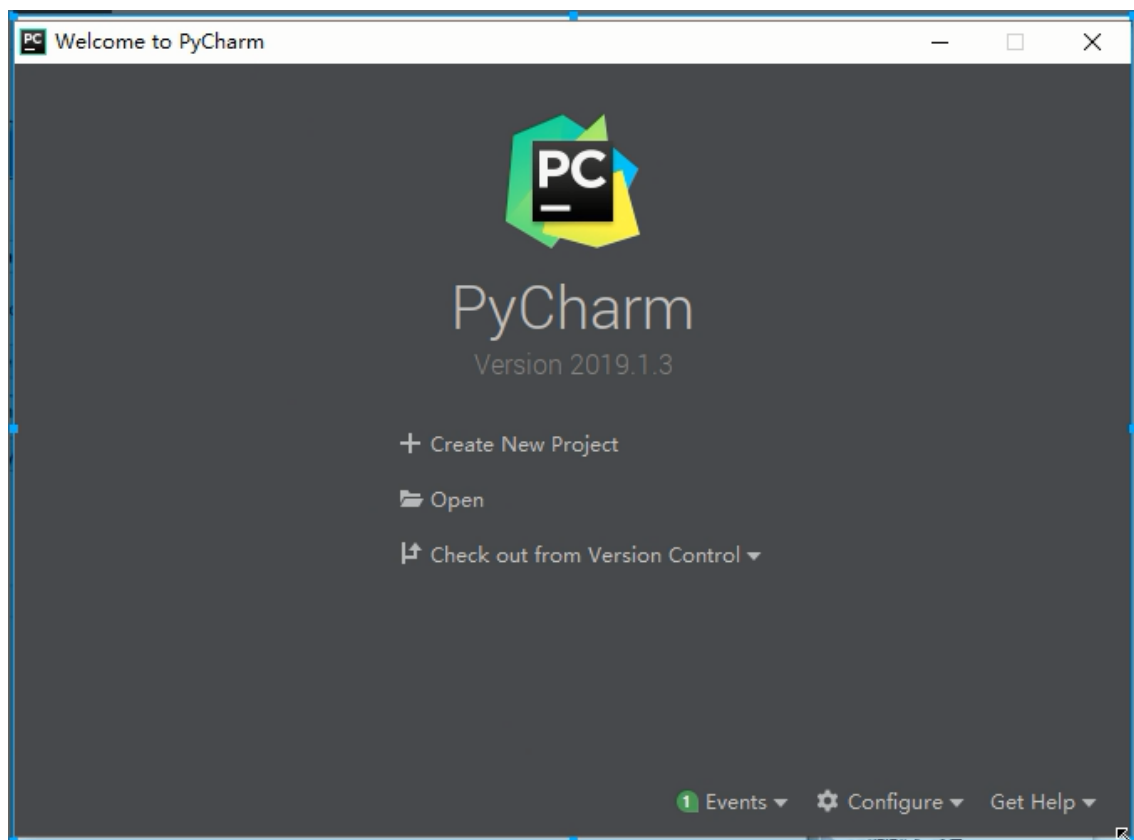 PC Welcome to PyCharm
PC
PyCharm
Version 2019.1.3
Create New Project
Open
Check out from Version Control
1 Events Configure Get Help